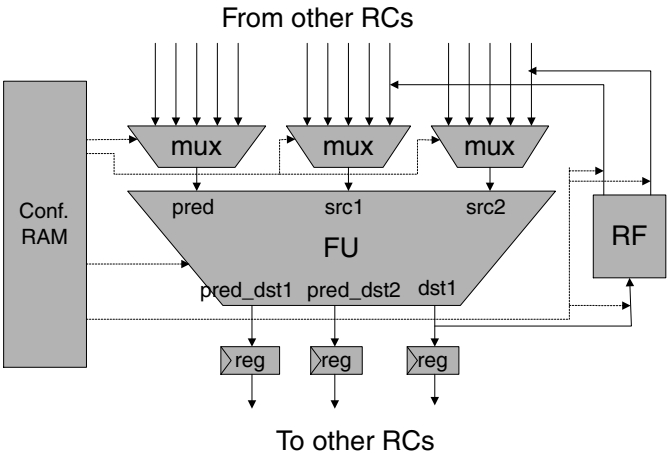 From other RCs
mux
mux
mux
Conf.
RAM
pred
src1
src2
FU
RF
pred_dst1
pred_dst2
dst1
reg
reg
reg
To other RCs